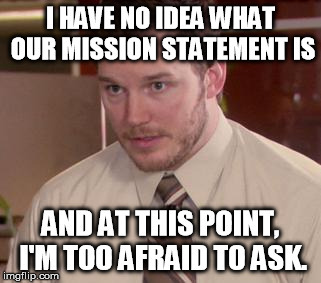 I HAVE NO IDEA WHAT
OUR MISSION STATEMENT IS
AND AT THIS POINT,
I'M TOO AFRAID TO ASK.
imgflip.com